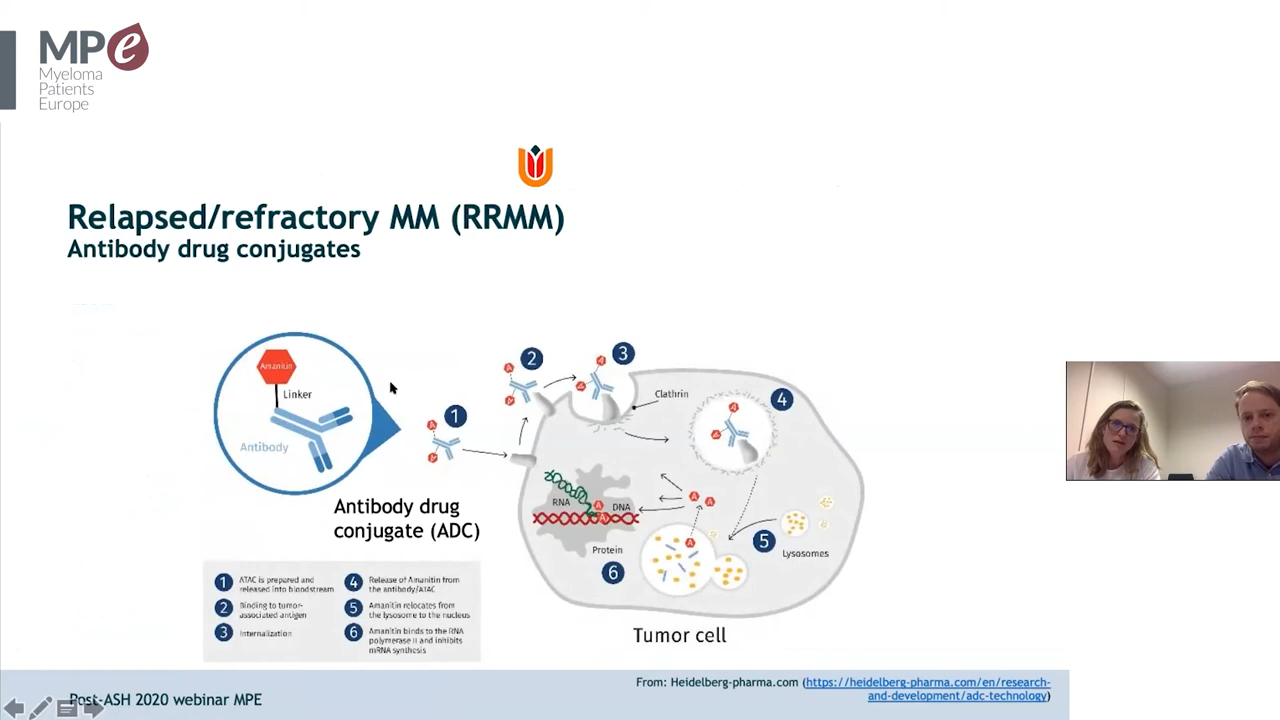 MPe
Myeloma
Patients
Europe
Relapsed/refractory MM (RRMM)
Antibody drug conjugates
Amanitin
Linker
Antibody
1
2
3
4
Clathrin
A
A
A
A
A
A
A
A
RNA
DNA
A
A
A
A
A
Protein
5
Lysosomes
6
Antibody drug
conjugate (ADC)
1 ATAC is prepared and
released into bloodstream
2 Binding to tumor-
associated antigen
3 Internalization
4 Release of Amanitin from
the antibody/ATAC
5 Amanitin relocates from
the lysosome to the nucleus
6 Amanitin binds to the RNA
polymerase II and inhibits
mRNA synthesis
Tumor cell
Post-ASH 2020 webinar MPE
From: Heidelberg-pharma.com (https://heidelberg-pharma.com/en/research-
and-development/adc-technology)